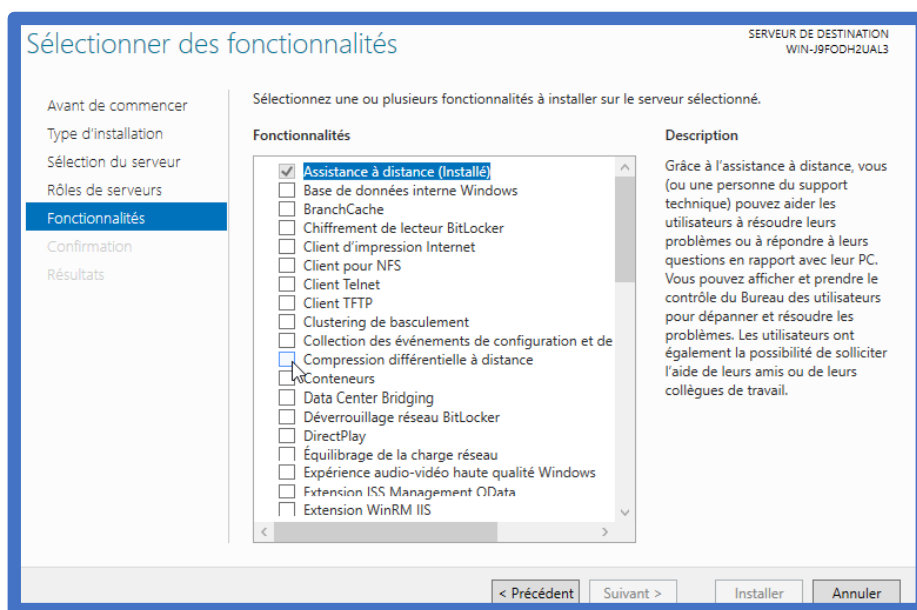 Sélectionner des fonctionnalités
SERVEUR DE DESTINATION
WIN-J9FODH2UAL3
Avant de commencer
Type d'installation
Sélection du serveur
Rôles de serveurs
Fonctionnalités
Confirmation
Résultats
Sélectionnez une ou plusieurs fonctionnalités à installer sur le serveur sélectionné.
Fonctionnalités
Assistance à distance (Installé)
Base de données interne Windows
BranchCache
Chiffrement de lecteur BitLocker
Client d'impression Internet
Client pour NFS
Client Telnet
Client TFTP
Clustering de basculement
Collection des événements de configuration et de
Compression différentielle à distance
Conteneurs
Data Center Bridging
Déverrouillage réseau BitLocker
DirectPlay
Équilibrage de la charge réseau
Expérience audio-vidéo haute qualité Windows
Extension ISS Management OData
Extension WinRM IIS
Description
Grâce à l'assistance à distance, vous
(ou une personne du support
technique) pouvez aider les
utilisateurs à résoudre leurs
problèmes ou à répondre à leurs
questions en rapport avec leur PC.
Vous pouvez afficher et prendre le
contrôle du Bureau des utilisateurs
pour dépanner et résoudre les
problèmes. Les utilisateurs ont
également la possibilité de solliciter
l'aide de leurs amis ou de leurs
collègues de travail.
< Précédent
Suivant >
Installer
Annuler